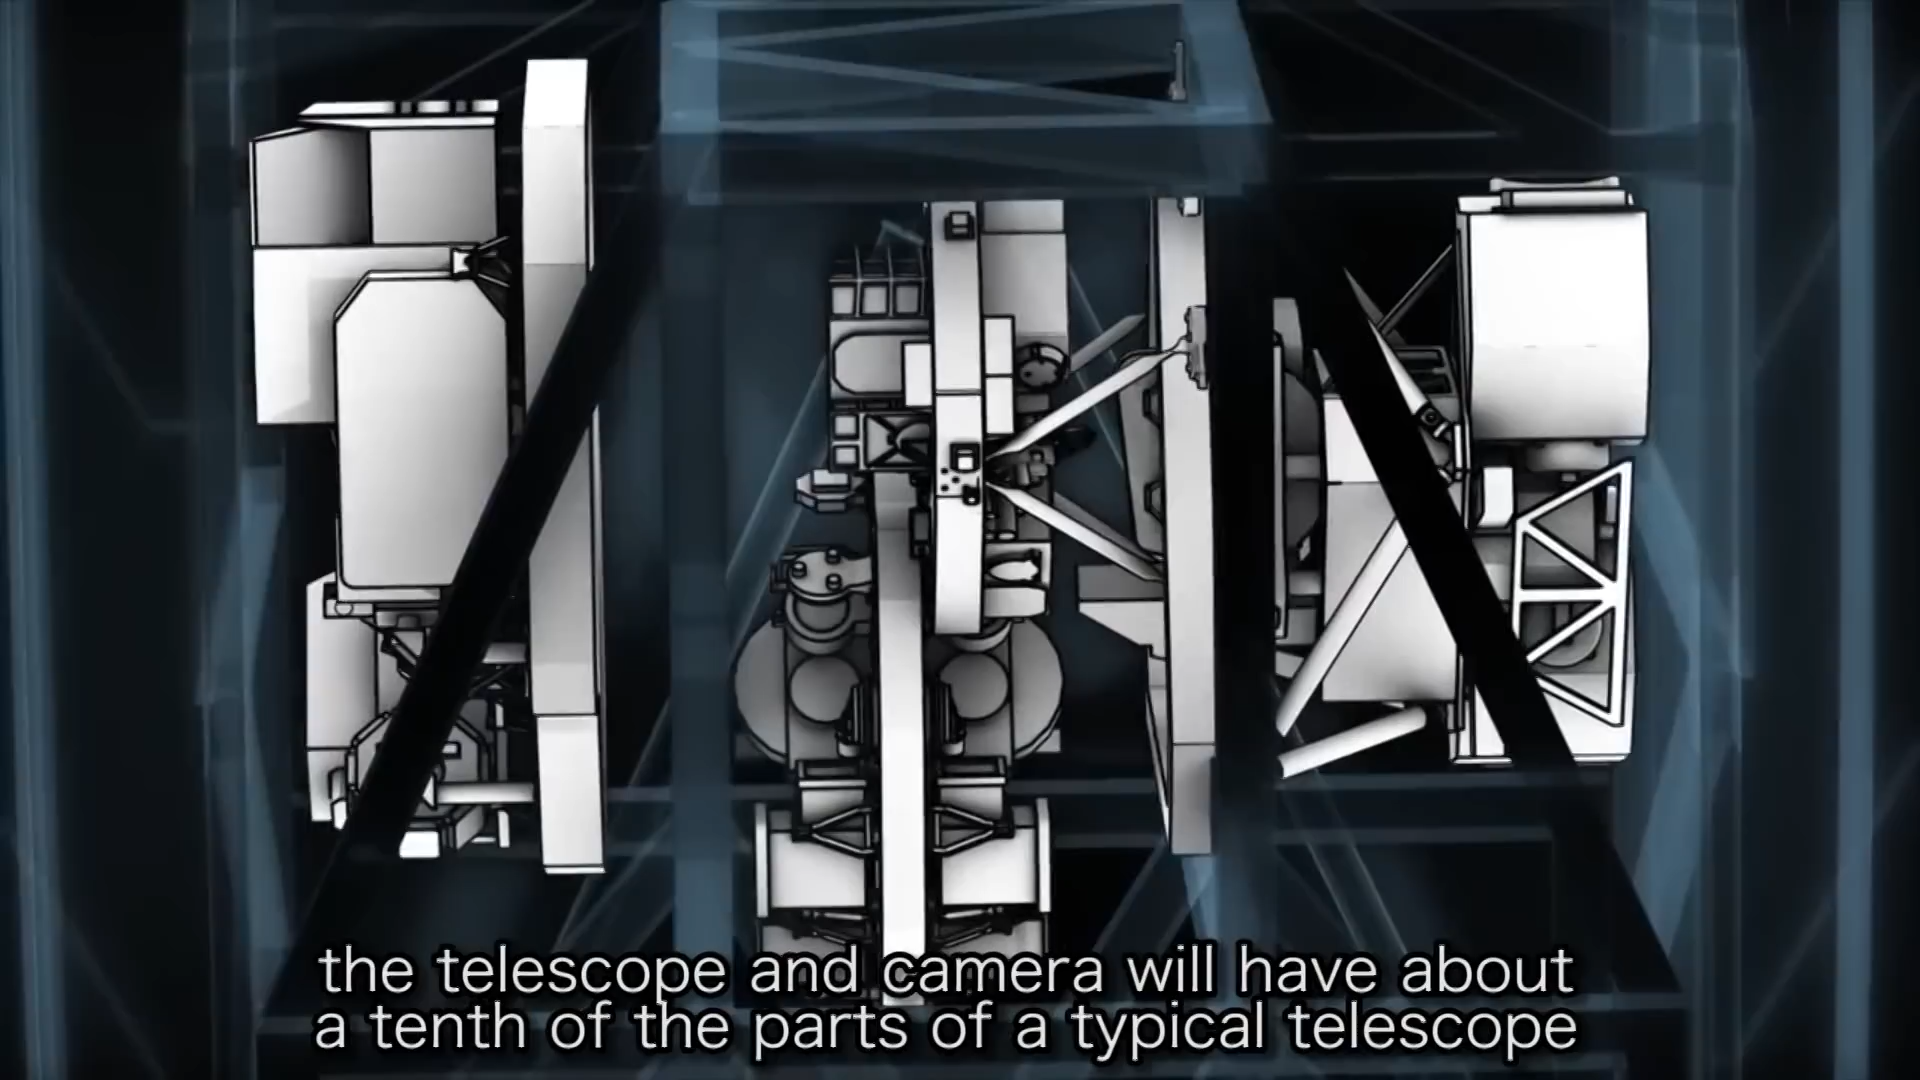 the telescope and camera will have about
a tenth of the parts of a typical telescope